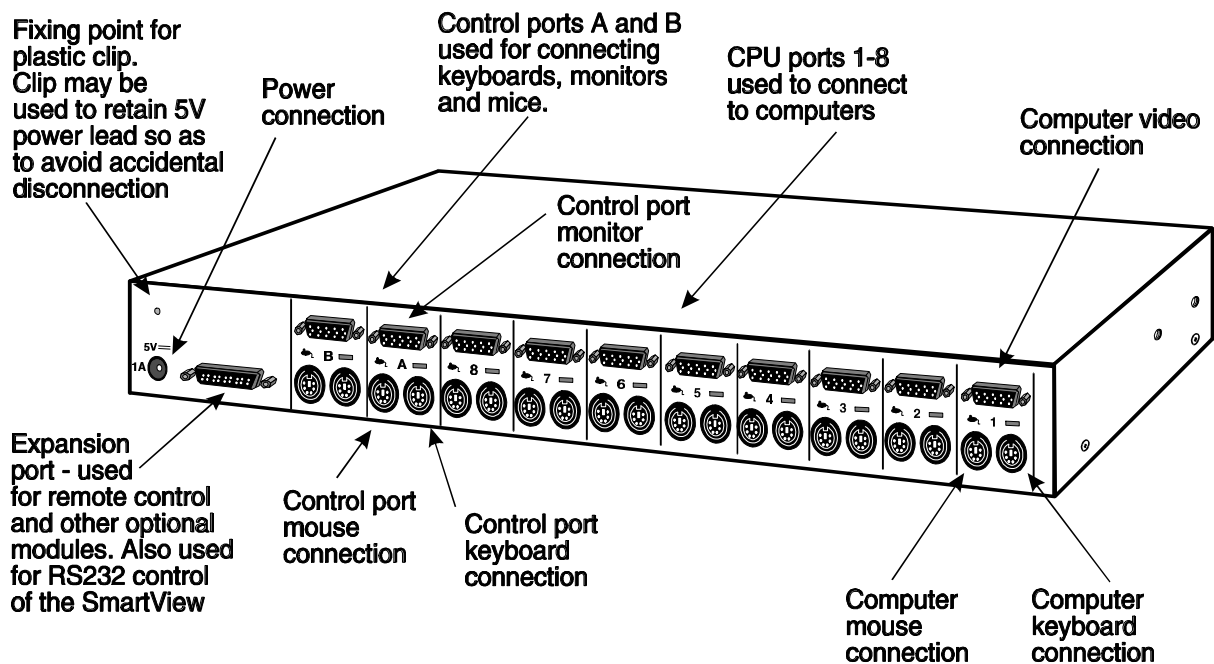 Fixing point for
plastic clip.
Clip may be
used to retain 5V
power lead so as
to avoid accidental
disconnection
Power
connection
Control ports A and B
used for connecting
keyboards, monitors
and mice.
CPU ports 1-8
used to connect
to computers
Computer video
connection
Control port
monitor
connection
5V
1A
B
A
8
7
6
5
4
3
2
1
Expansion
port - used
for remote control
and other optional
modules. Also used
for RS232 control
of the SmartView
Control port
mouse
connection
Control port
keyboard
connection
Computer
mouse
connection
Computer
keyboard
connection